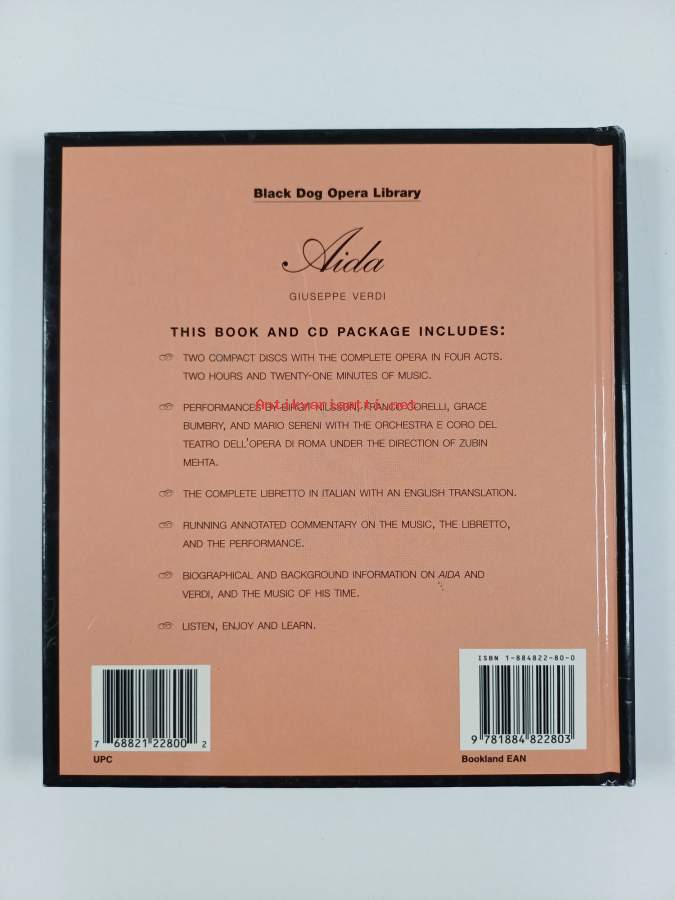 Black Dog Opera Library
Aida
GIUSEPPE VERDI
THIS BOOK AND CD PACKAGE INCLUDES:
TWO COMPACT DISCS WITH THE COMPLETE OPERA IN FOUR ACTS.
TWO HOURS AND TWENTY-ONE MINUTES OF MUSIC.
Antikvariaatti.net
PERFORMANCES BY BIRGIT NILSSON, FRANCO CORELLI, GRACE
BUMBRY, AND MARIO SERENI WITH THE ORCHESTRA E CORO DEL
TEATRO DELL'OPERA DI ROMA UNDER THE DIRECTION OF ZUBIN
MEHTA.
THE COMPLETE LIBRETTO IN ITALIAN WITH AN ENGLISH TRANSLATION.
RUNNING ANNOTATED COMMENTARY ON THE MUSIC, THE LIBRETTO,
AND THE PERFORMANCE.
BIOGRAPHICAL AND BACKGROUND INFORMATION ON AIDA AND
VERDI, AND THE MUSIC OF HIS TIME.
LISTEN, ENJOY AND LEARN.
7 68821 22800 2
UPC
ISBN 1-884822-80-0
9 781884 822803
Bookland EAN